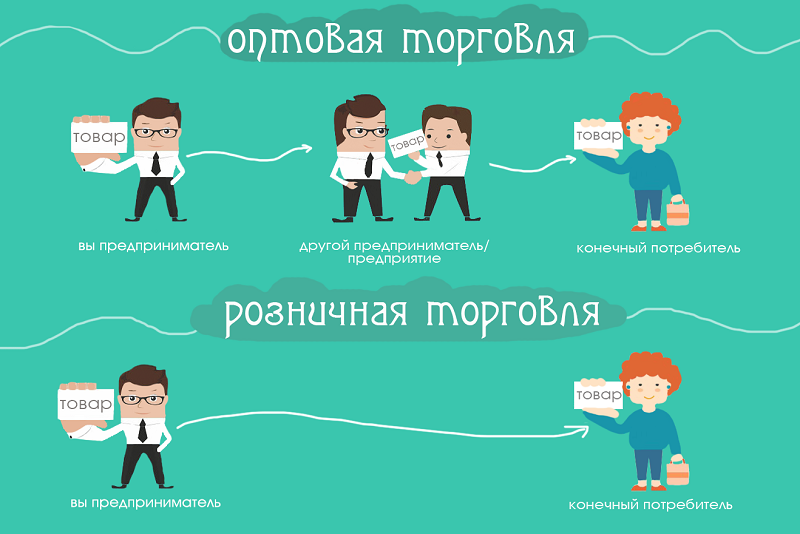 оптовая торговля
товар
товар
товар
вы предприниматель
другой предприниматель/
предприятие
конечный потребитель
розничная торговля
товар
товар
вы предприниматель
конечный потребитель